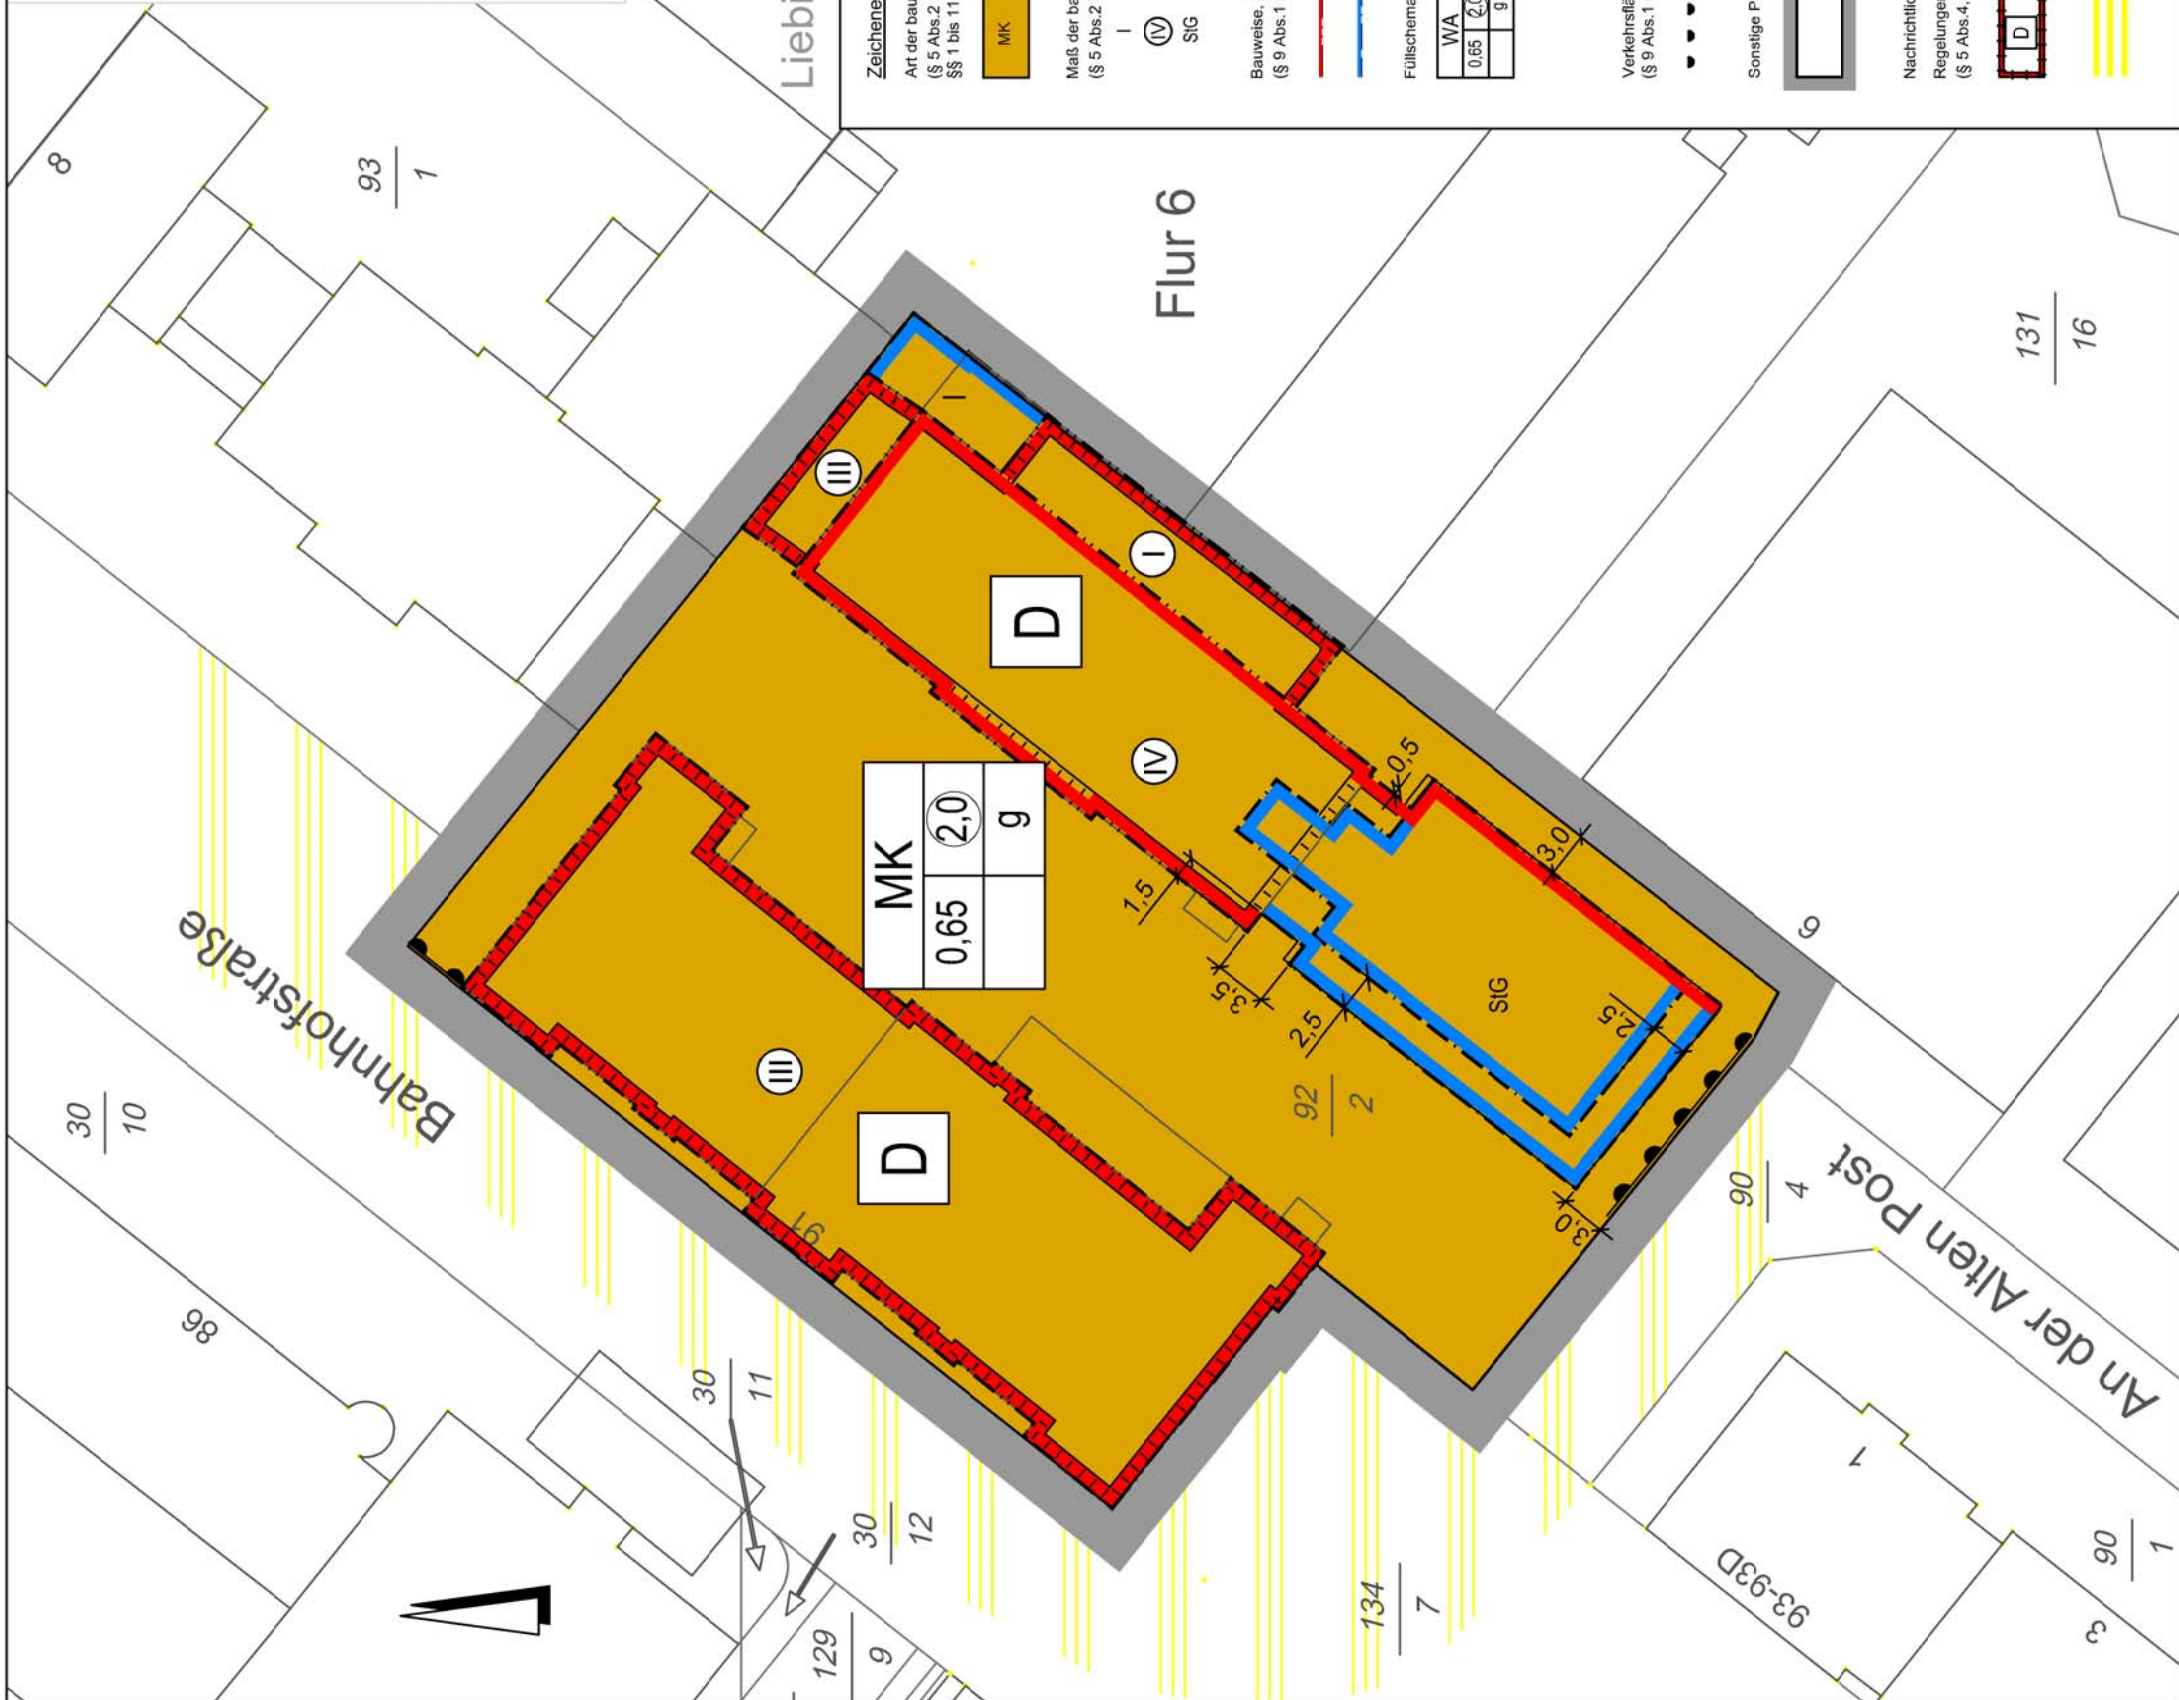 8
93
1
Flur 6
131
16
Bahnhofstraße
30
10
98
30
11
30
12
129
9
134
7
93-93D
1
3
90
1
90
4
An der Alten Post
9
91
92
2
III
I
I
D
IV
MK
0,65
2,0
g
III
D
StG
0,5
1,5
3,5
2,5
2,5
3,0
3,0
Liebi
Zeichene
Art der bau
(§ 5 Abs.2
§§ 1 bis 11
MK
Maß der ba
(§ 5 Abs.2
I
IV
StG
Bauweise,
(§ 9 Abs.1
Füllschema
WA
0,65
2,0
g
Verkehrsflä
(§ 9 Abs.1
Sonstige P
Nachrichtlic
Regelungen
(§ 5 Abs.4,
D